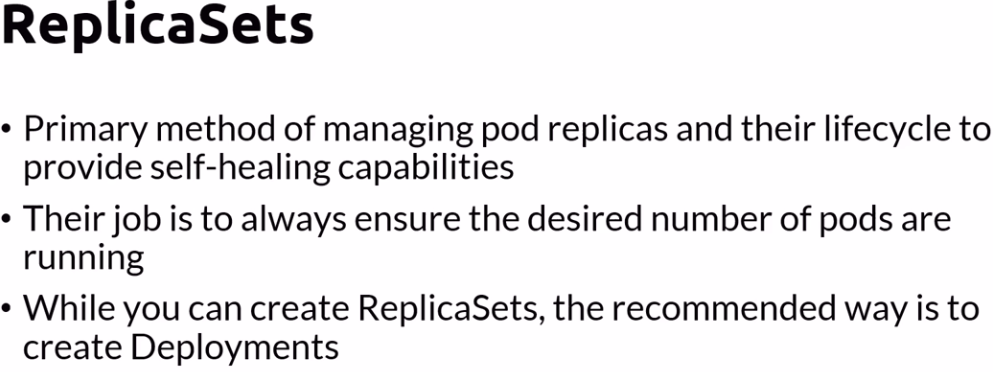 ReplicaSets
• Primary method of managing pod replicas and their lifecycle to
provide self-healing capabilities
• Their job is to always ensure the desired number of pods are
running
• While you can create ReplicaSets, the recommended way is to
create Deployments